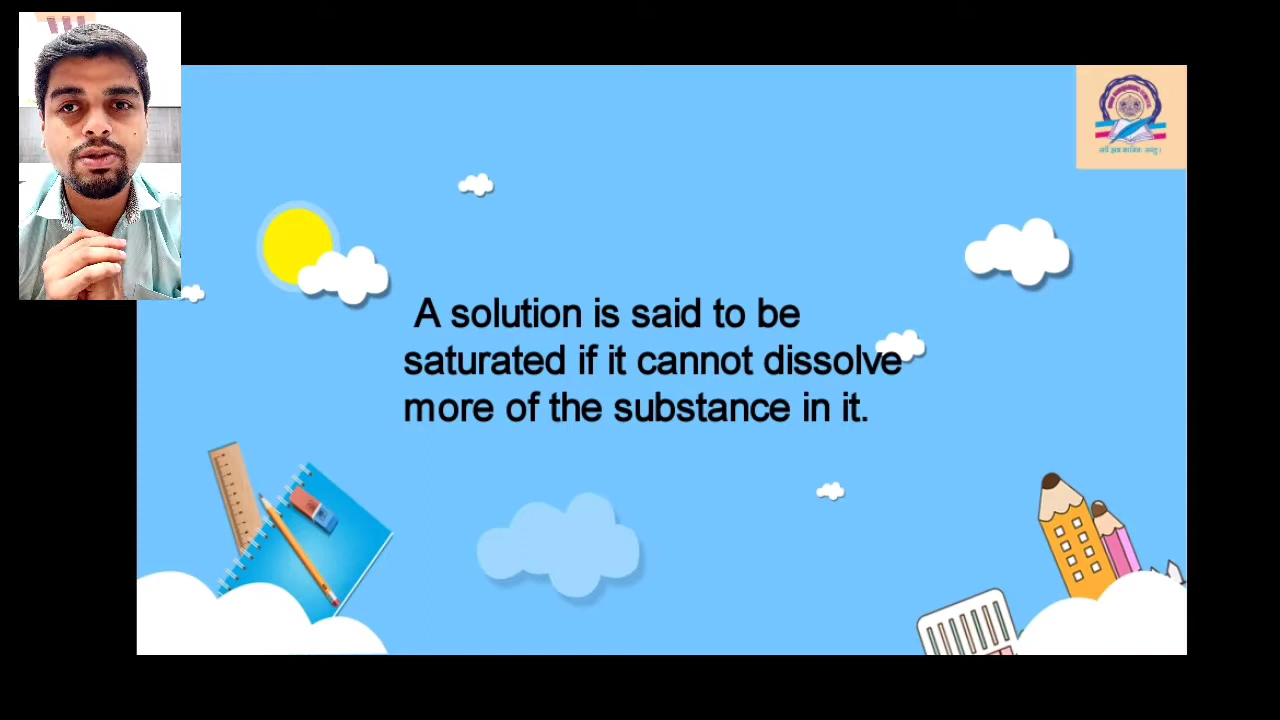 A solution is said to be
saturated if it cannot dissolve
more of the substance in it.